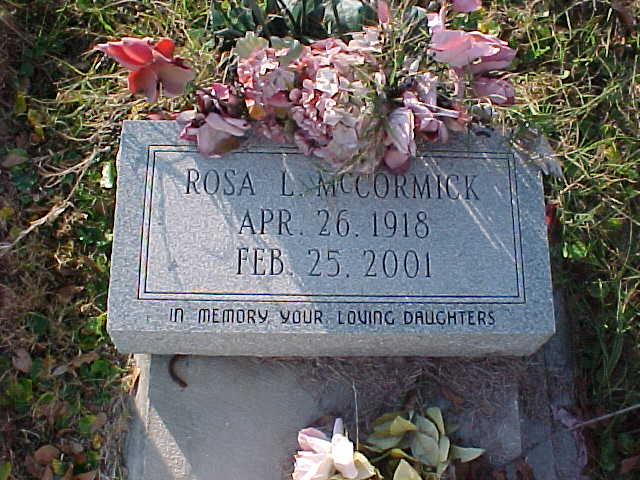 ROSA L. McCORMICK
APR. 26. 1918
FEB. 25. 2001
IN MEMORY YOUR LOVING DAUGHTERS